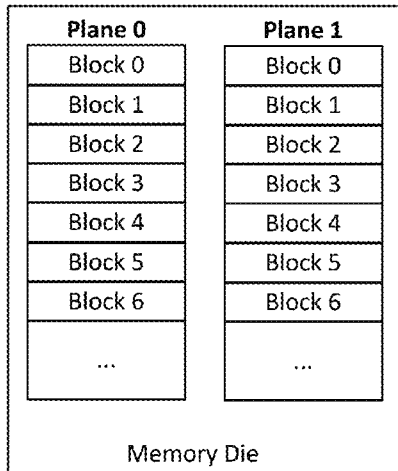 Plane 0 Plane 1
Block 0 Block 0
Block 1 Block 1
Block 2 Block 2
Block 3 Block 3
Block 4 Block 4
Block 5 Block 5
Block 6 Block 6
... ...
Memory Die